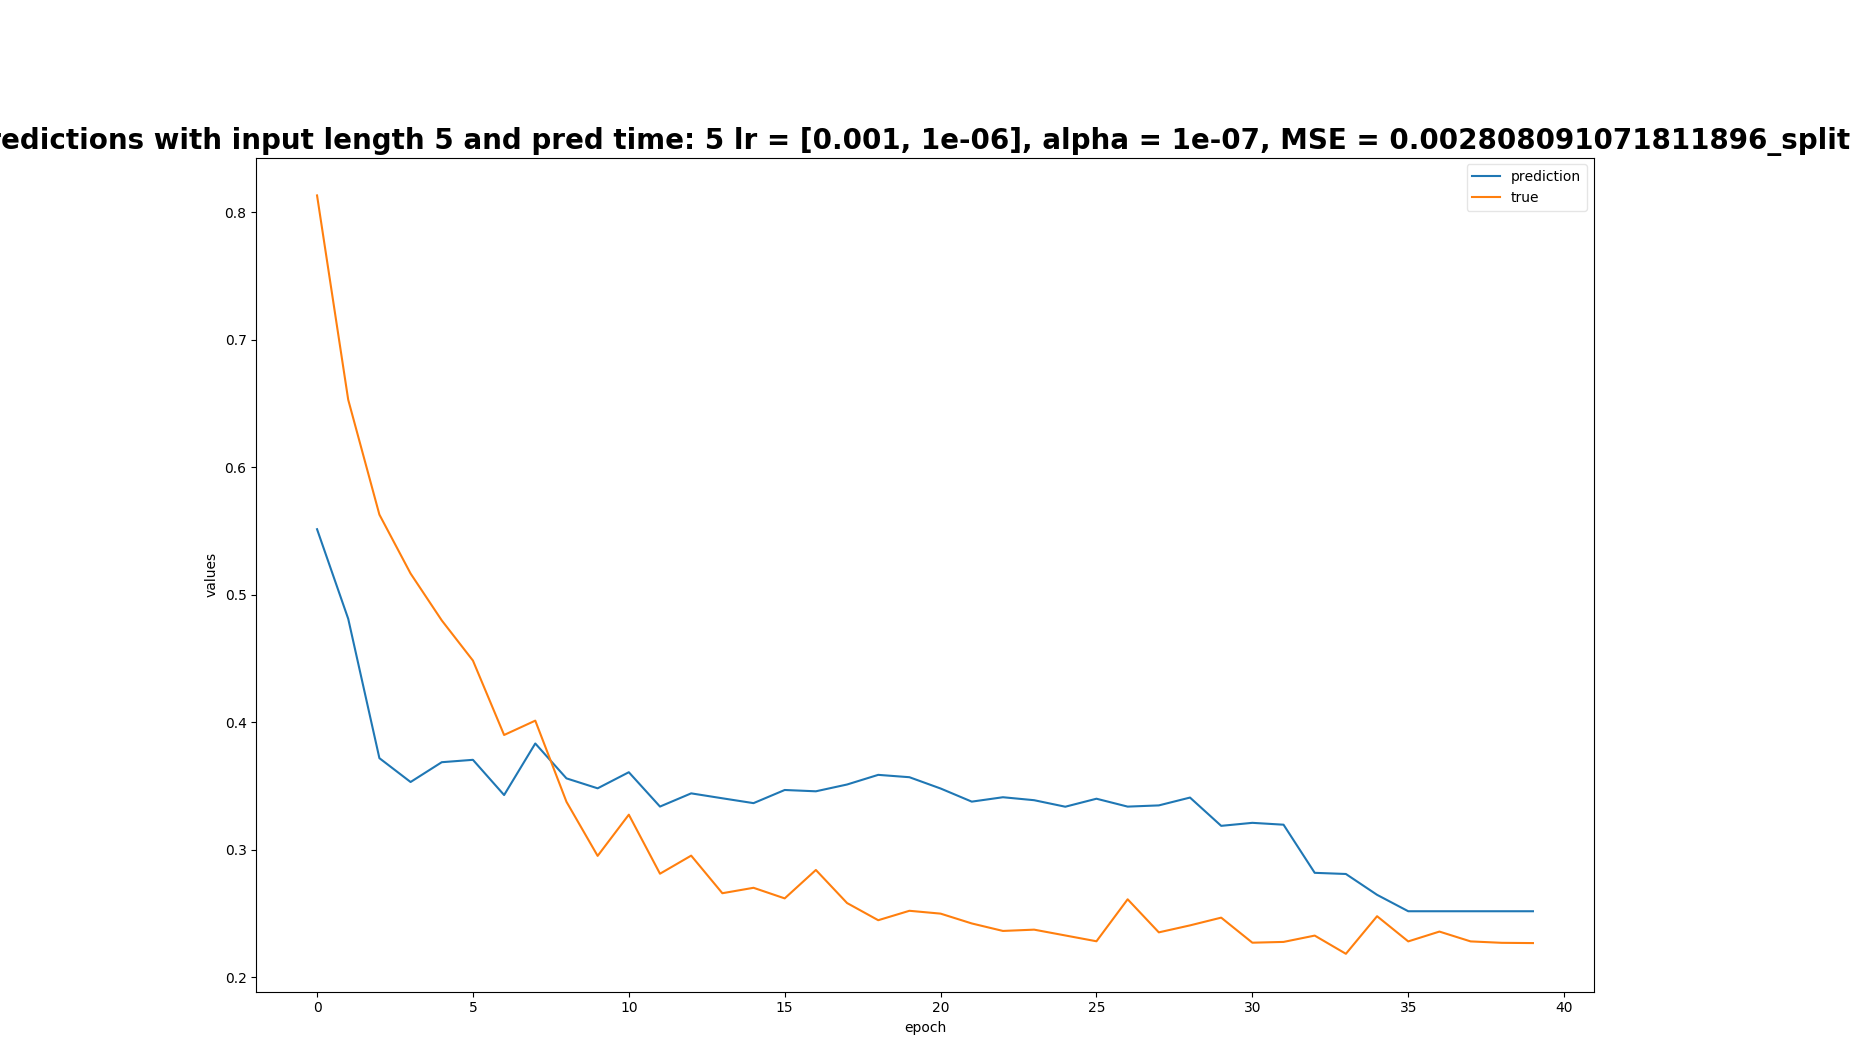 redictions with input length 5 and pred time: 5 lr = [0.001, 1e-06], alpha = 1e-07, MSE = 0.002808091071811896_split
prediction
true
0.8
0.7
0.6
0.5
0.4
0.3
0.2
values
0 5 10 15 20 25 30 35 40
epoch